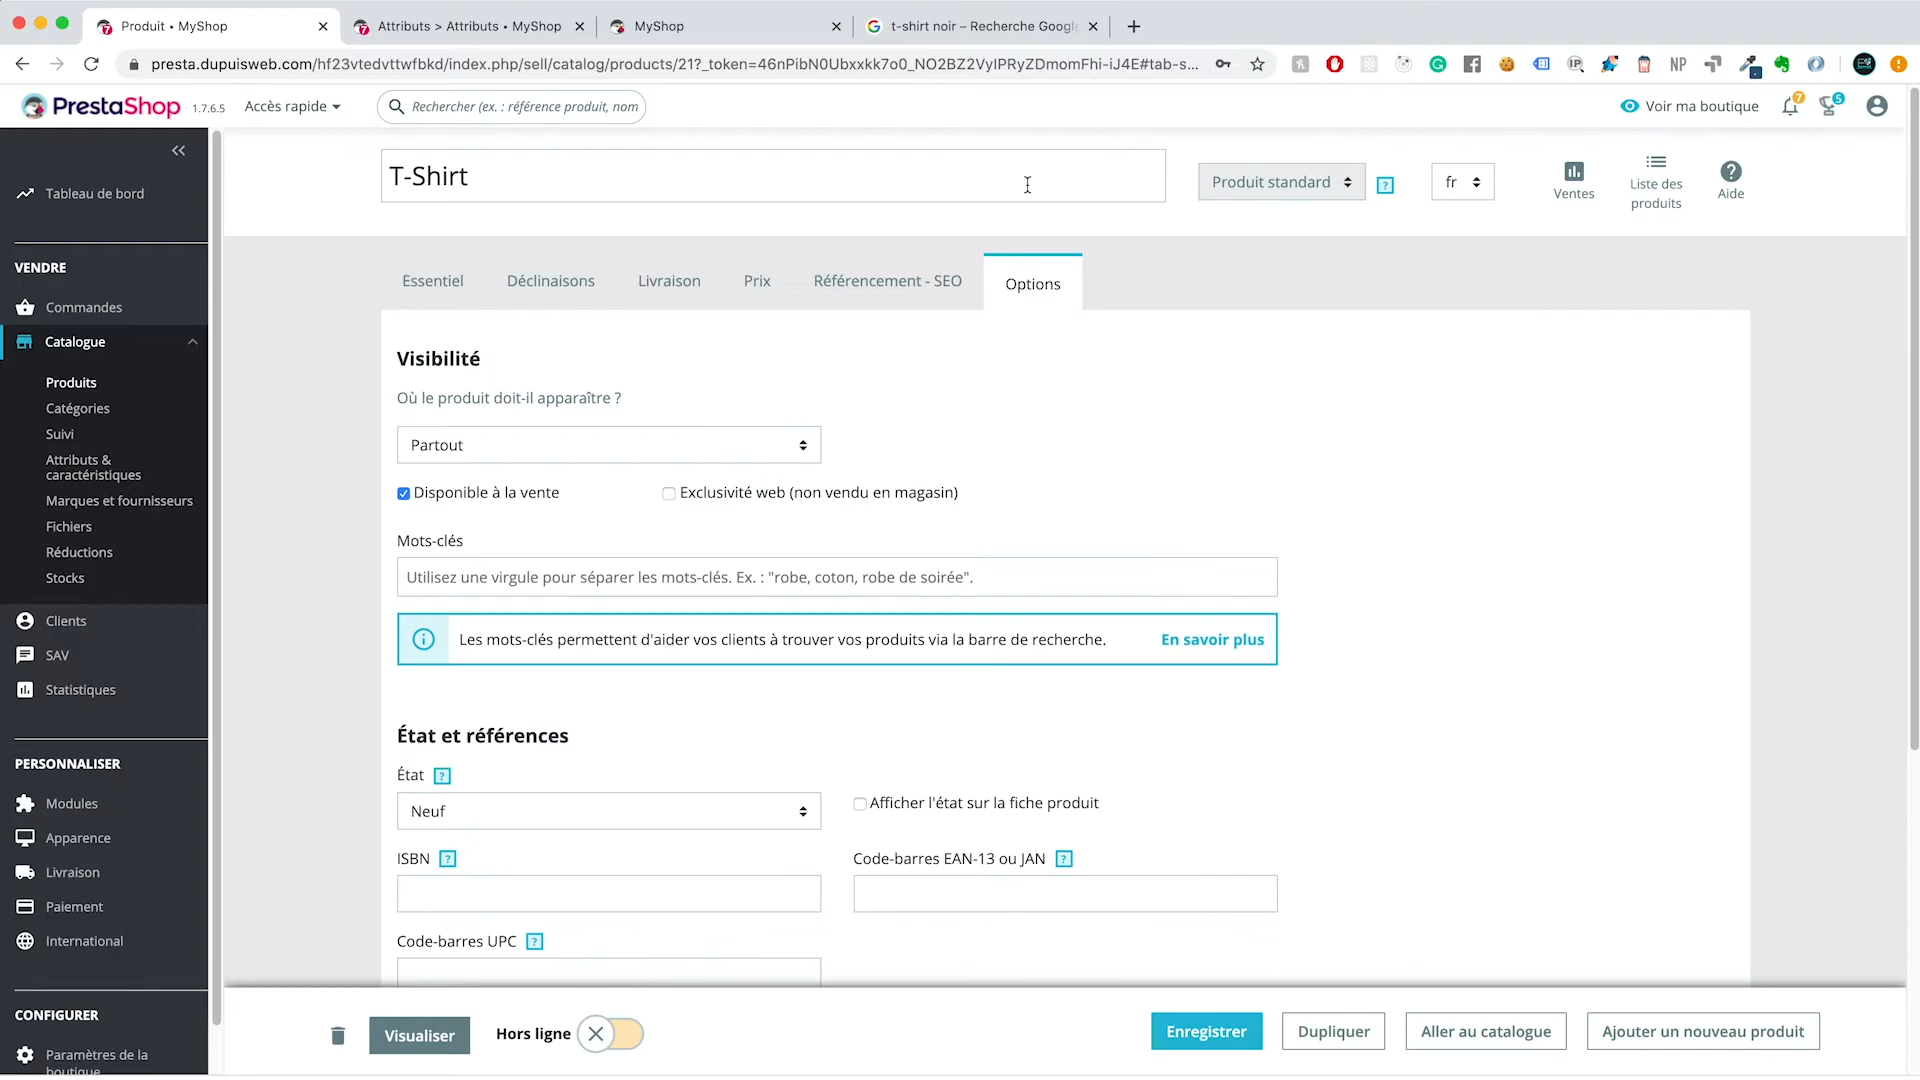 Produit • MyShop
Attributs > Attributs • MyShop
MyShop
t-shirt noir – Recherche Google
presta.dupuisweb.com/hf23vtedvttwfbkd/index.php/sell/catalog/products/21?_token=46nPibN0Ubxxkk7o0_NO2BZ2VyIPRyZDmomFhi-iJ4E#tab-s...
PrestaShop 1.7.6.5
Accès rapide
Rechercher (ex. : référence produit, nom
Voir ma boutique
7
5
Tableau de bord
VENDRE
Commandes
Catalogue
Produits
Catégories
Suivi
Attributs &
caractéristiques
Marques et fournisseurs
Fichiers
Réductions
Stocks
Clients
SAV
Statistiques
PERSONNALISER
Modules
Apparence
Livraison
Paiement
International
CONFIGURER
Paramètres de la
boutique
T-Shirt
Produit standard
?
fr
Ventes
Liste des
produits
Aide
Essentiel
Déclinaisons
Livraison
Prix
Référencement - SEO
Options
Visibilité
Où le produit doit-il apparaître ?
Partout
Disponible à la vente
Exclusivité web (non vendu en magasin)
Mots-clés
Utilisez une virgule pour séparer les mots-clés. Ex. : "robe, coton, robe de soirée".
Les mots-clés permettent d'aider vos clients à trouver vos produits via la barre de recherche.
En savoir plus
État et références
État ?
Neuf
Afficher l'état sur la fiche produit
ISBN ?
Code-barres EAN-13 ou JAN ?
Code-barres UPC ?
Visualiser
Hors ligne
Enregistrer
Dupliquer
Aller au catalogue
Ajouter un nouveau produit